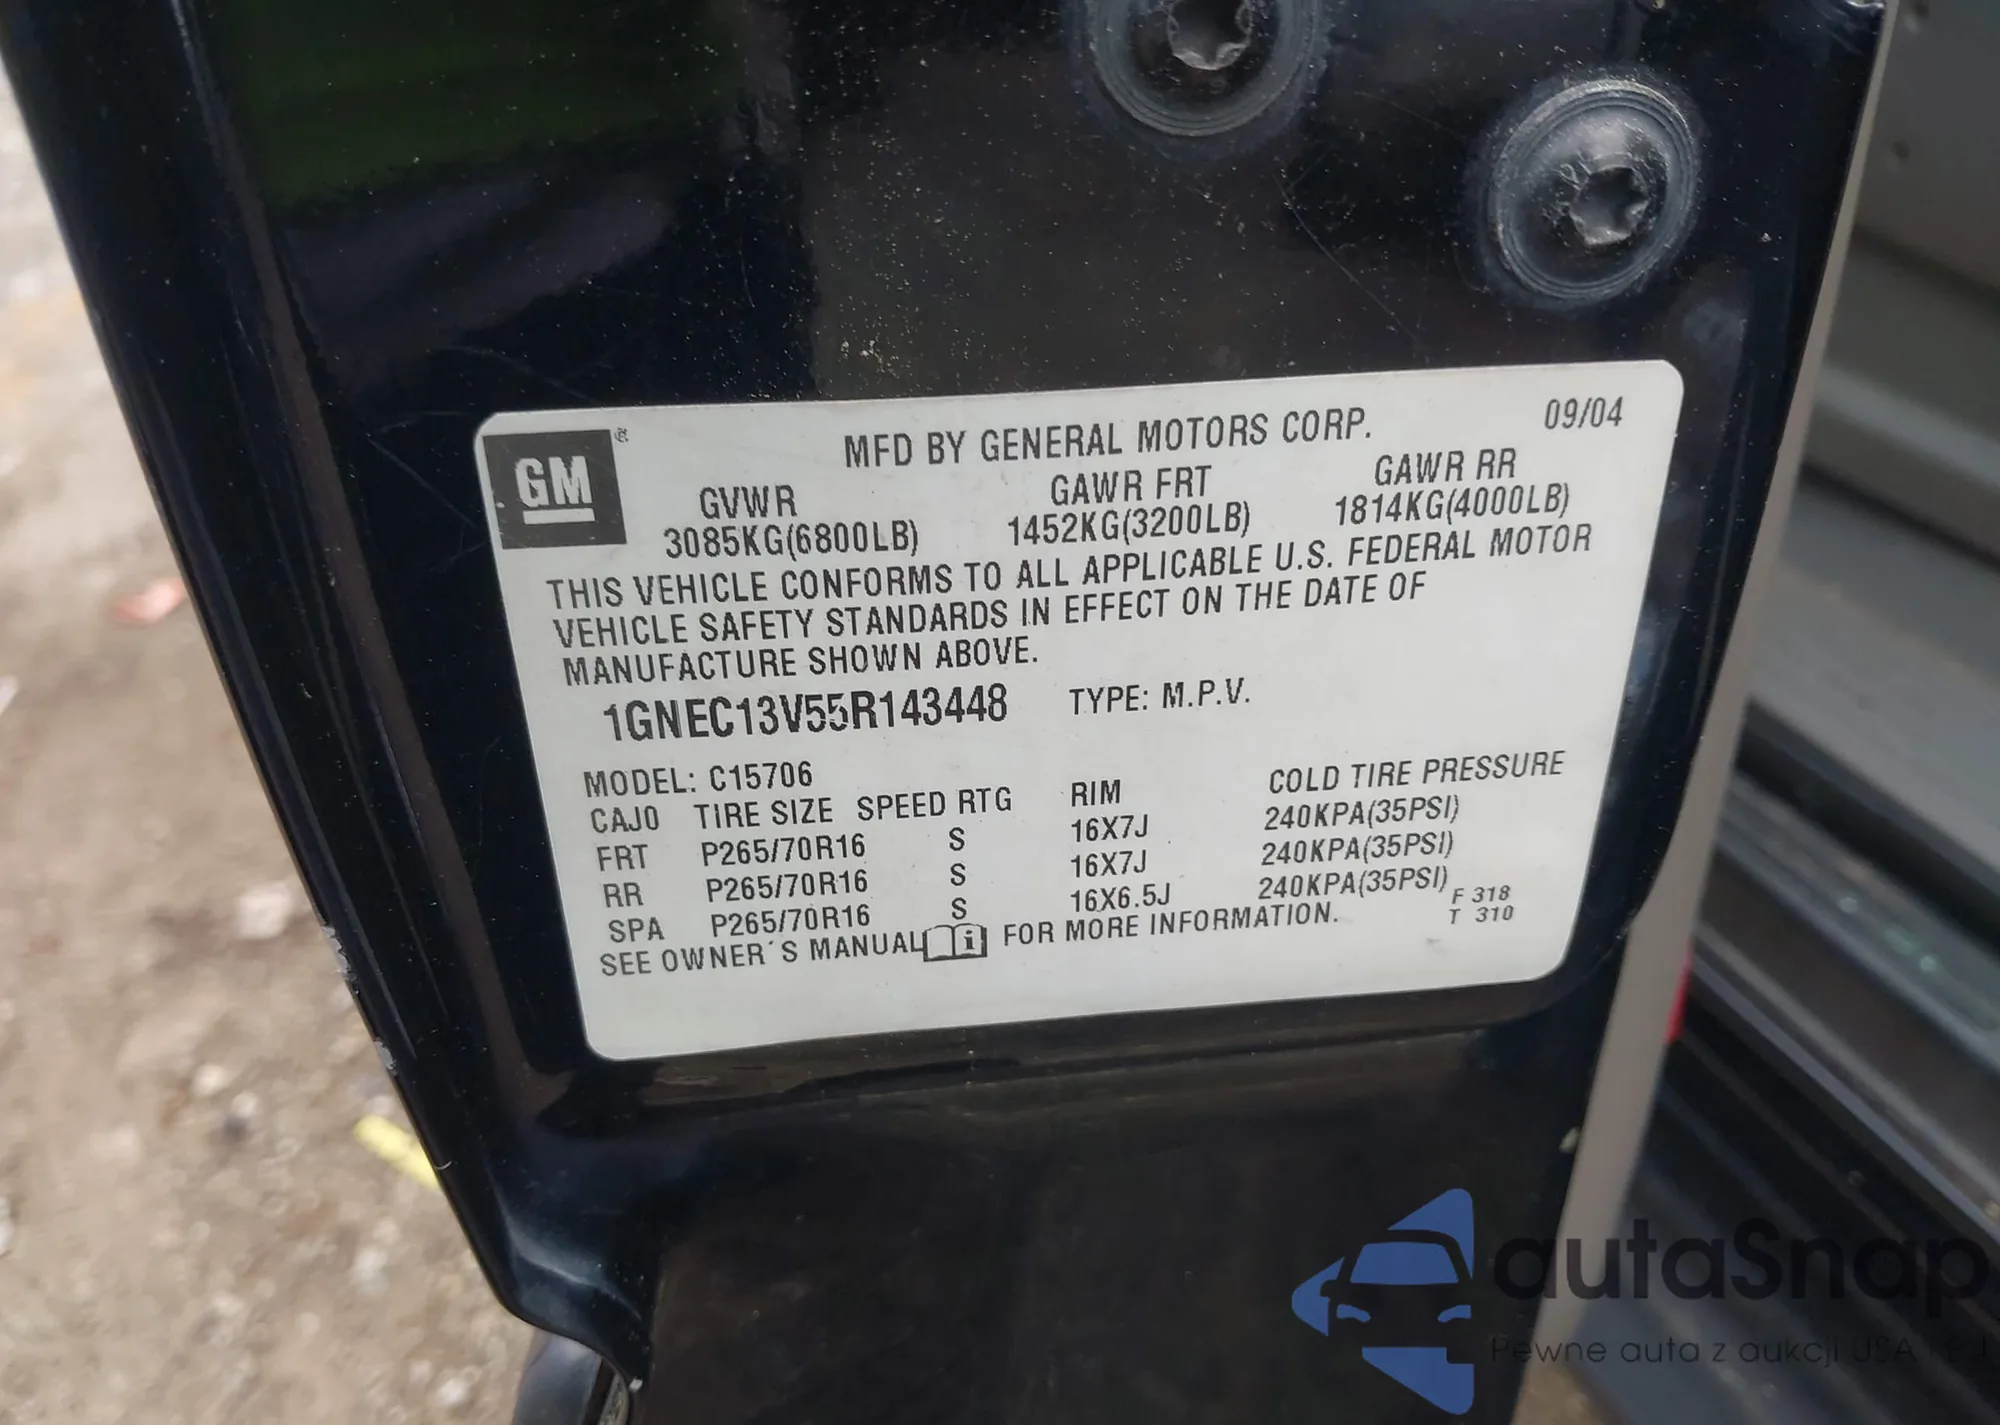 GM
MFD BY GENERAL MOTORS CORP. 09/04
GVWR GAWR FRT GAWR RR
3085KG(6800LB) 1452KG(3200LB) 1814KG(4000LB)
THIS VEHICLE CONFORMS TO ALL APPLICABLE U.S. FEDERAL MOTOR
VEHICLE SAFETY STANDARDS IN EFFECT ON THE DATE OF
MANUFACTURE SHOWN ABOVE.
1GNEC13V55R143448 TYPE: M.P.V.
MODEL: C15706
CAJ0 TIRE SIZE SPEED RTG RIM COLD TIRE PRESSURE
FRT P265/70R16 S 16X7J 240KPA(35PSI)
RR P265/70R16 S 16X7J 240KPA(35PSI)
SPA P265/70R16 S 16X6.5J 240KPA(35PSI)
SEE OWNER´S MANUAL i FOR MORE INFORMATION.
F 318
T 310
autaSnap
Pewne auta z aukcji USA i EU